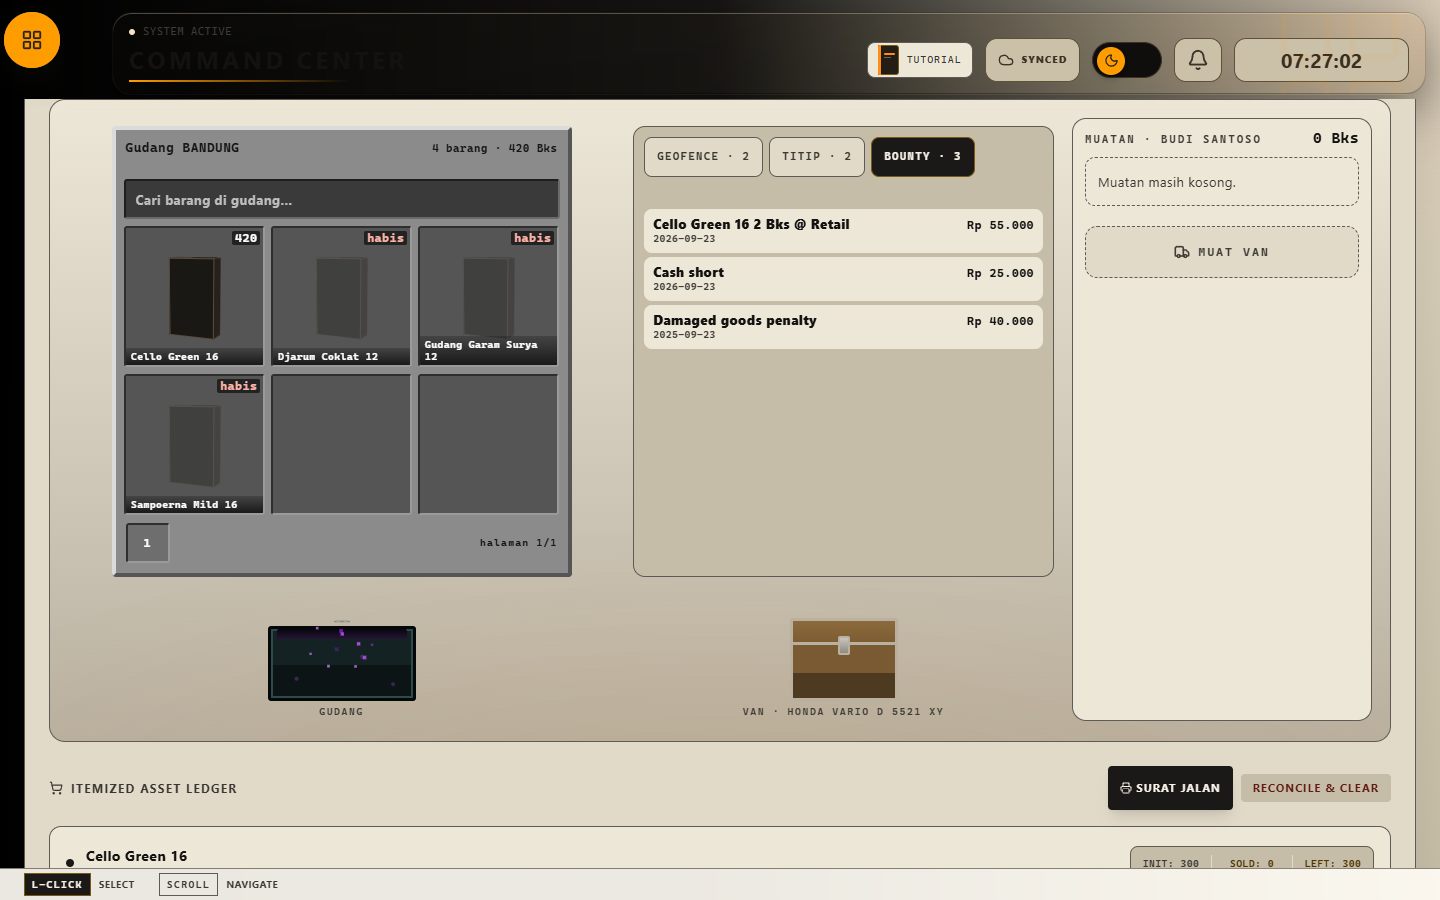 SYSTEM ACTIVE
COMMAND CENTER
TUTORIAL
SYNCED
07:27:02
Gudang BANDUNG
4 barang · 420 Bks
Cari barang di gudang...
420
habis
habis
Cello Green 16
Djarum Coklat 12
Gudang Garam Surya 12
habis
Sampoerna Mild 16
1
halaman 1/1
GUDANG
GEOFENCE · 2
TITIP · 2
BOUNTY · 3
Cello Green 16 2 Bks @ Retail
Rp 55.000
2026-09-23
Cash short
Rp 25.000
2026-09-23
Damaged goods penalty
Rp 40.000
2025-09-23
VAN · HONDA VARIO D 5521 XY
MUATAN · BUDI SANTOSO
0 Bks
Muatan masih kosong.
MUAT VAN
ITEMIZED ASSET LEDGER
SURAT JALAN
RECONCILE & CLEAR
Cello Green 16
INIT: 300
SOLD: 0
LEFT: 300
L-CLICK
SELECT
SCROLL
NAVIGATE